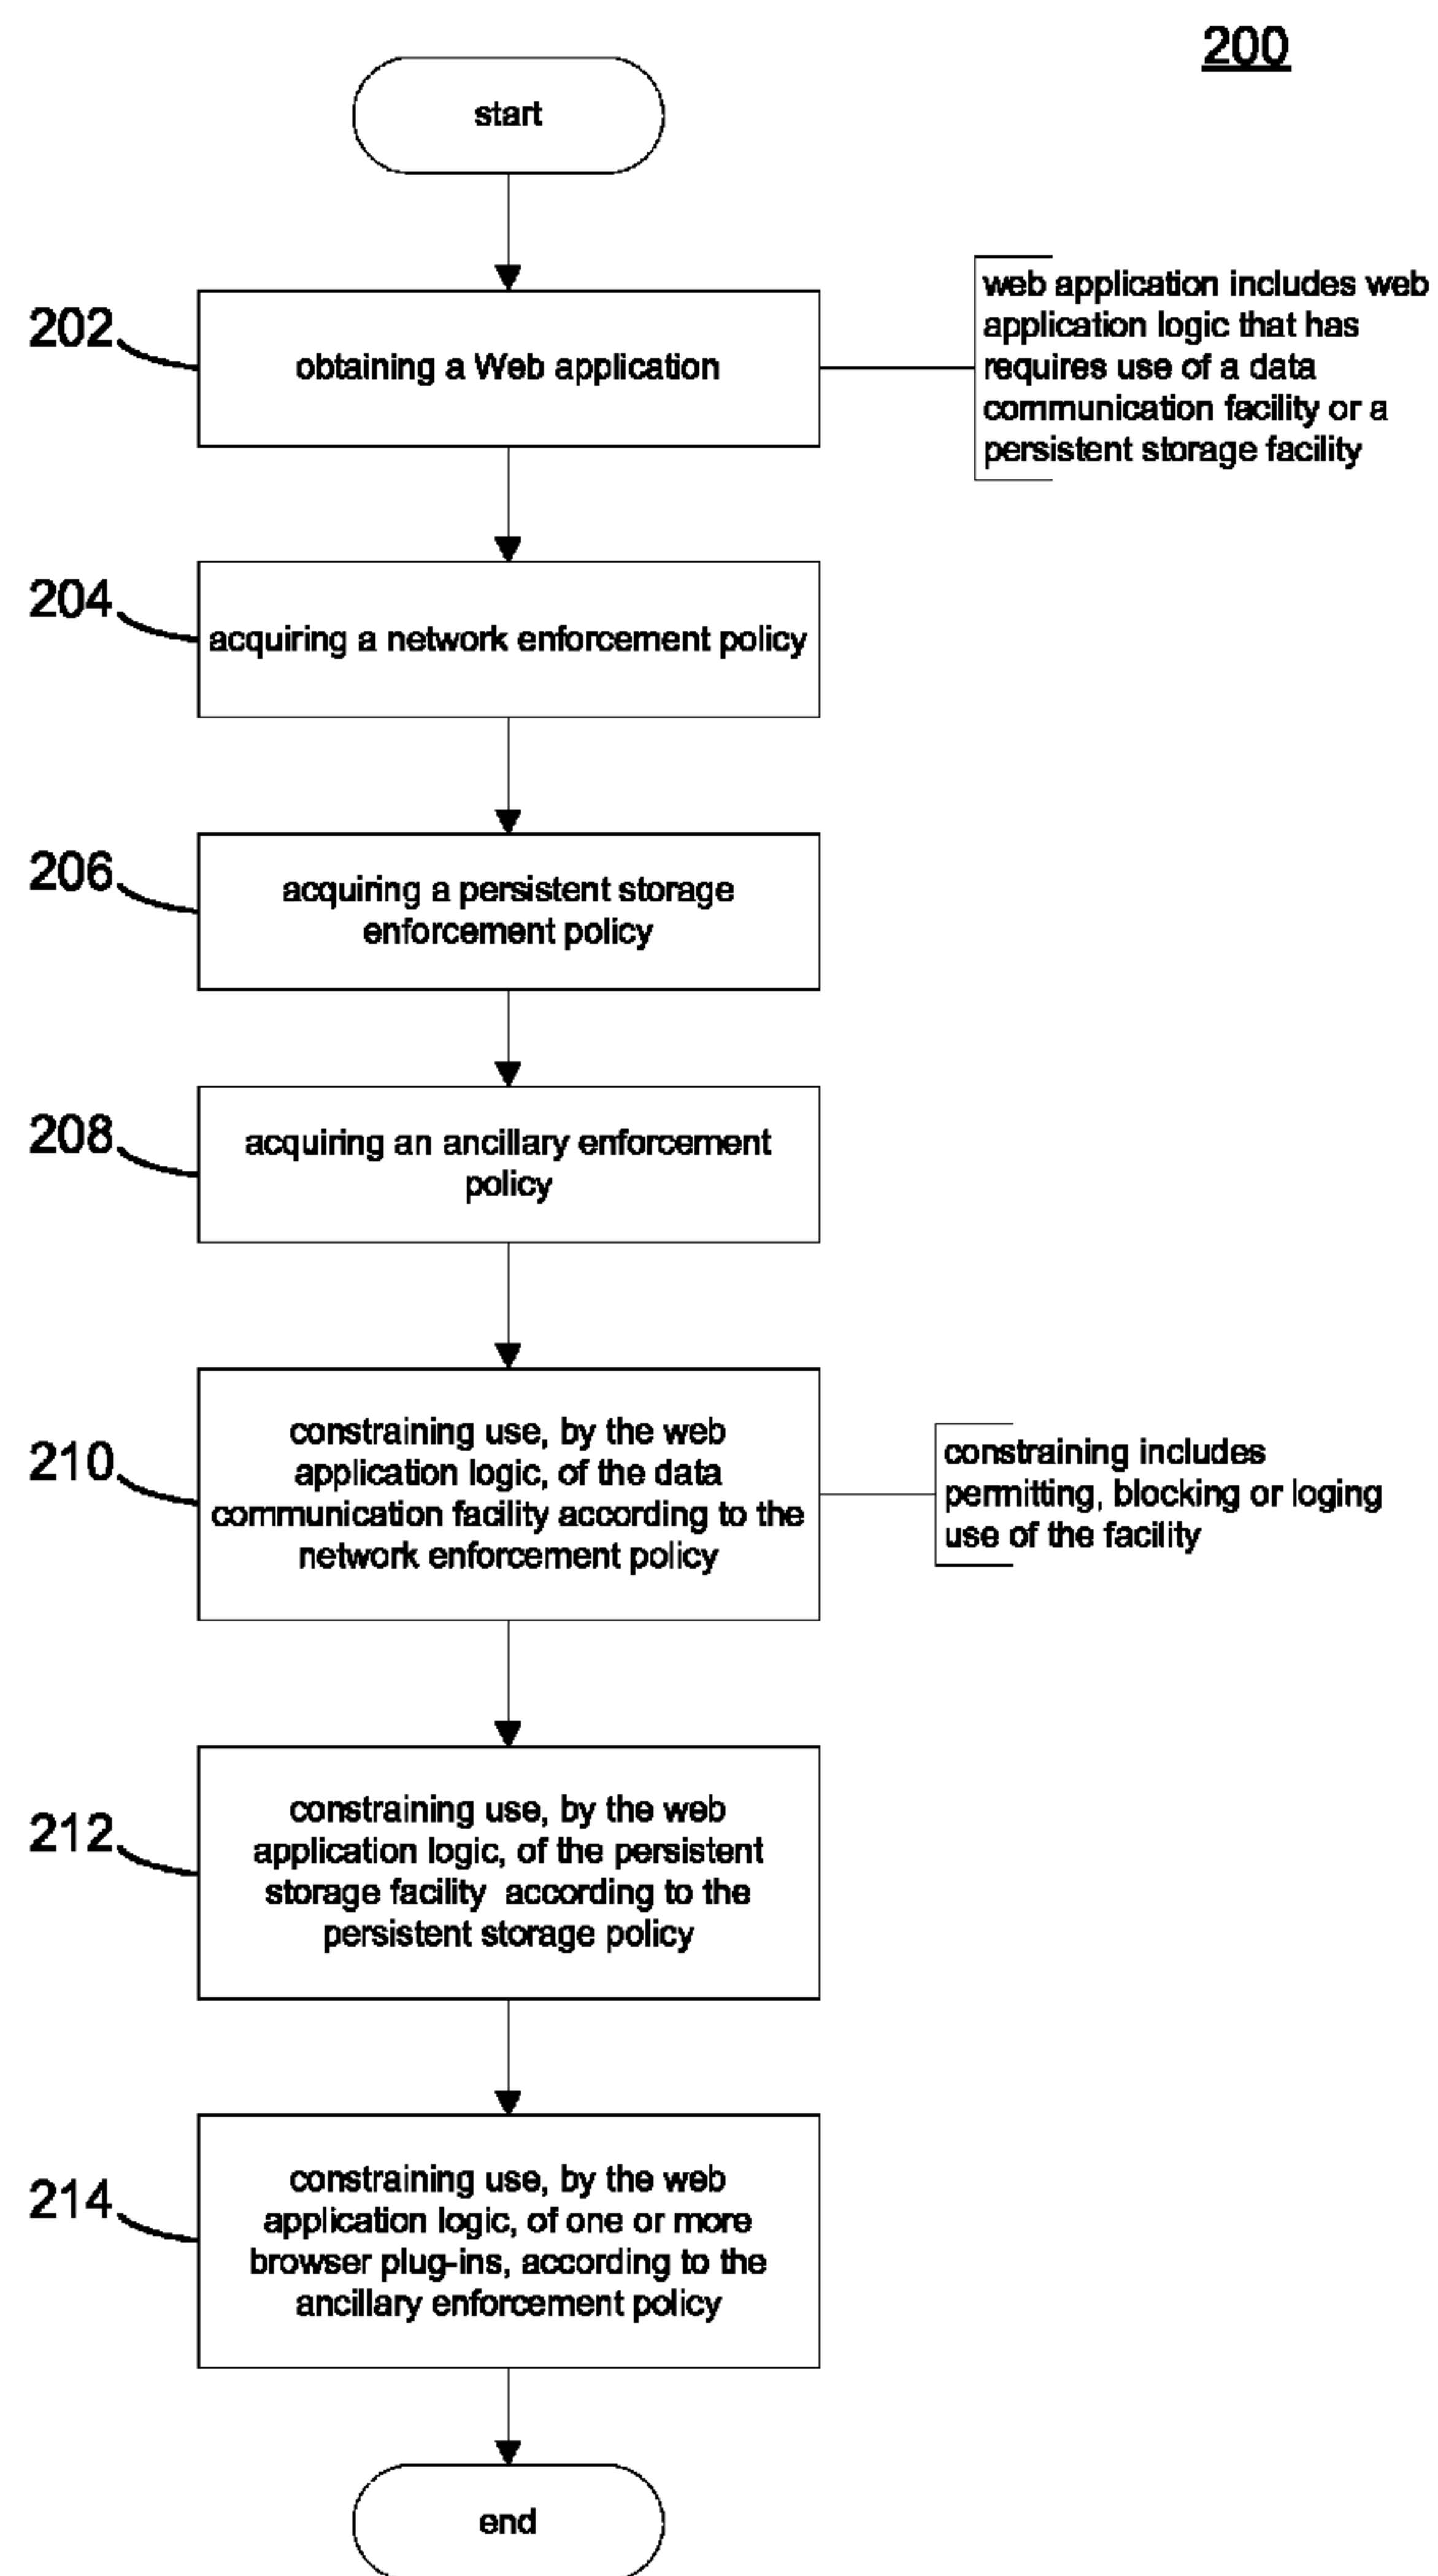 200
start
202
obtaining a Web application
web application includes web
application logic that has
requires use of a data
communication facility or a
persistent storage facility
204
acquiring a network enforcement policy
206
acquiring a persistent storage
enforcement policy
208
acquiring an ancillary enforcement
policy
210
constraining use, by the web
application logic, of the data
communication facility according to the
network enforcement policy
constraining includes
permitting, blocking or loging
use of the facility
212
constraining use, by the web
application logic, of the persistent
storage facility according to the
persistent storage policy
214
constraining use, by the web
application logic, of one or more
browser plug-ins, according to the
ancillary enforcement policy
end